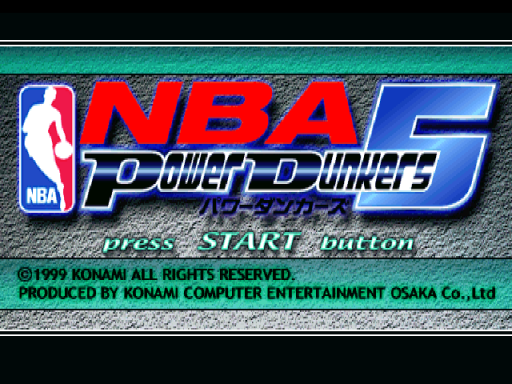 NBA
NBA
Power Dunkers 5
パワーダンカーズ
press START button
©1999 KONAMI ALL RIGHTS RESERVED.
PRODUCED BY KONAMI COMPUTER ENTERTAINMENT OSAKA Co.,Ltd